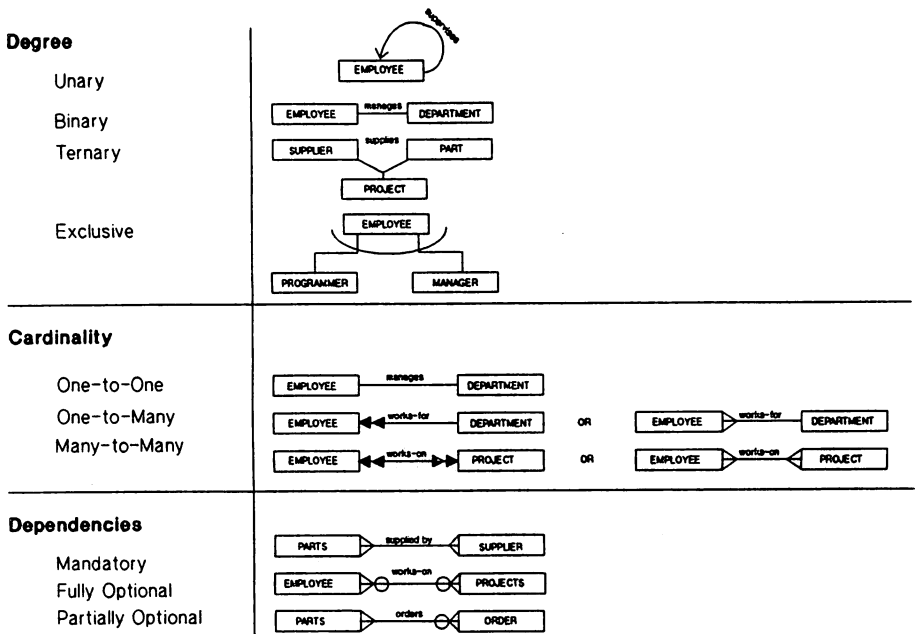 Degree
supervises
Unary
EMPLOYEE
Binary
EMPLOYEE manages DEPARTMENT
Ternary
SUPPLIER supplies PART
PROJECT
Exclusive
EMPLOYEE
PROGRAMMER MANAGER
Cardinality
One-to-One
EMPLOYEE manages DEPARTMENT
One-to-Many
EMPLOYEE works-for DEPARTMENT OR EMPLOYEE works-for DEPARTMENT
Many-to-Many
EMPLOYEE works-on PROJECT OR EMPLOYEE works-on PROJECT
Dependencies
PARTS supplied by SUPPLIER
Mandatory
EMPLOYEE works-on PROJECTS
Fully Optional
Partially Optional
PARTS orders ORDER